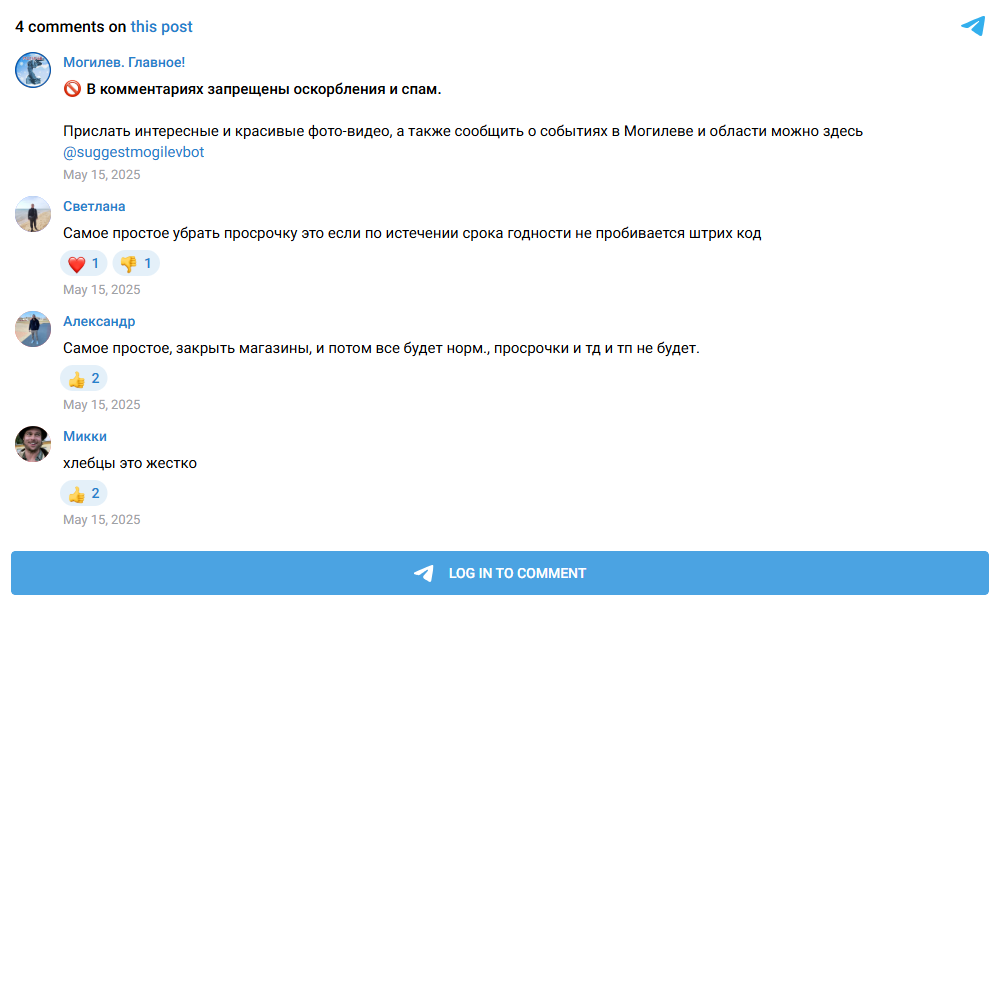 4 comments on this post
Могилев. Главное!
🚫 В комментариях запрещены оскорбления и спам.
Прислать интересные и красивые фото-видео, а также сообщить о событиях в Могилеве и области можно здесь
@suggestmogilevbot
May 15, 2025
Светлана
Самое простое убрать просрочку это если по истечении срока годности не пробивается штрих код
❤️ 1 👎 1
May 15, 2025
Александр
Самое простое, закрыть магазины, и потом все будет норм., просрочки и тд и тп не будет.
👍 2
May 15, 2025
Микки
хлебцы это жестко
👍 2
May 15, 2025
LOG IN TO COMMENT